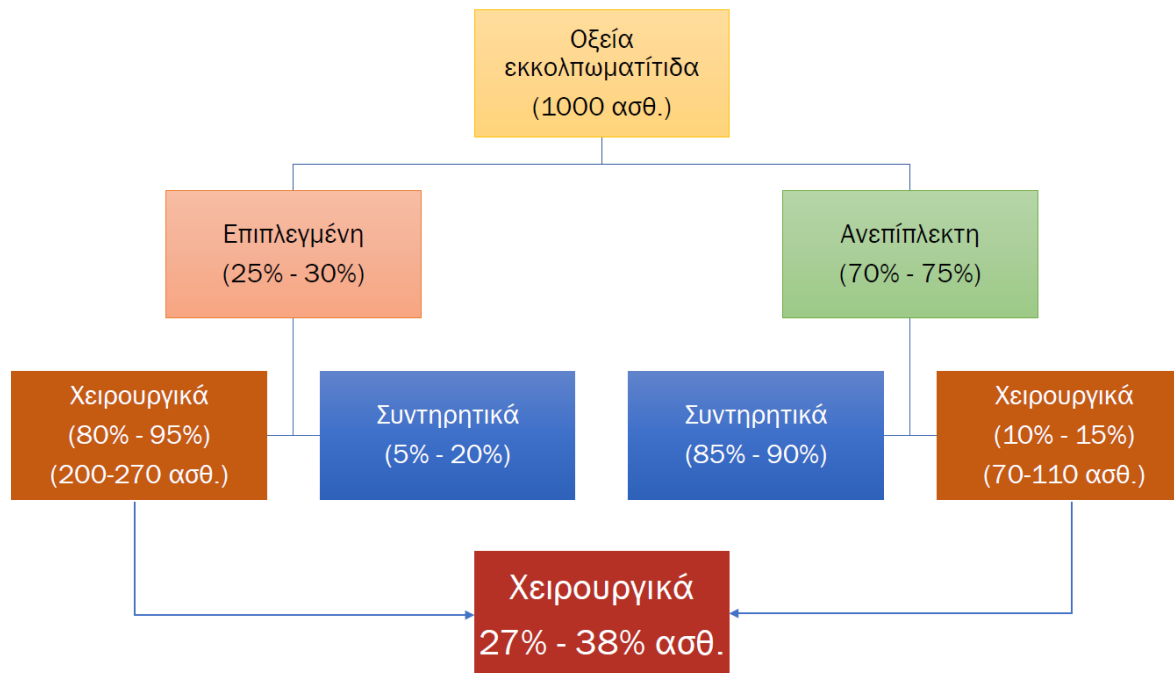 Οξεία
εκκολπωματίτιδα
(1000 ασθ.)
Επιπλεγμένη
(25% - 30%)
Ανεπίπλεκτη
(70% - 75%)
Χειρουργικά
(80% - 95%)
(200-270 ασθ.)
Συντηρητικά
(5% - 20%)
Συντηρητικά
(85% - 90%)
Χειρουργικά
(10% - 15%)
(70-110 ασθ.)
Χειρουργικά
27% - 38% ασθ.